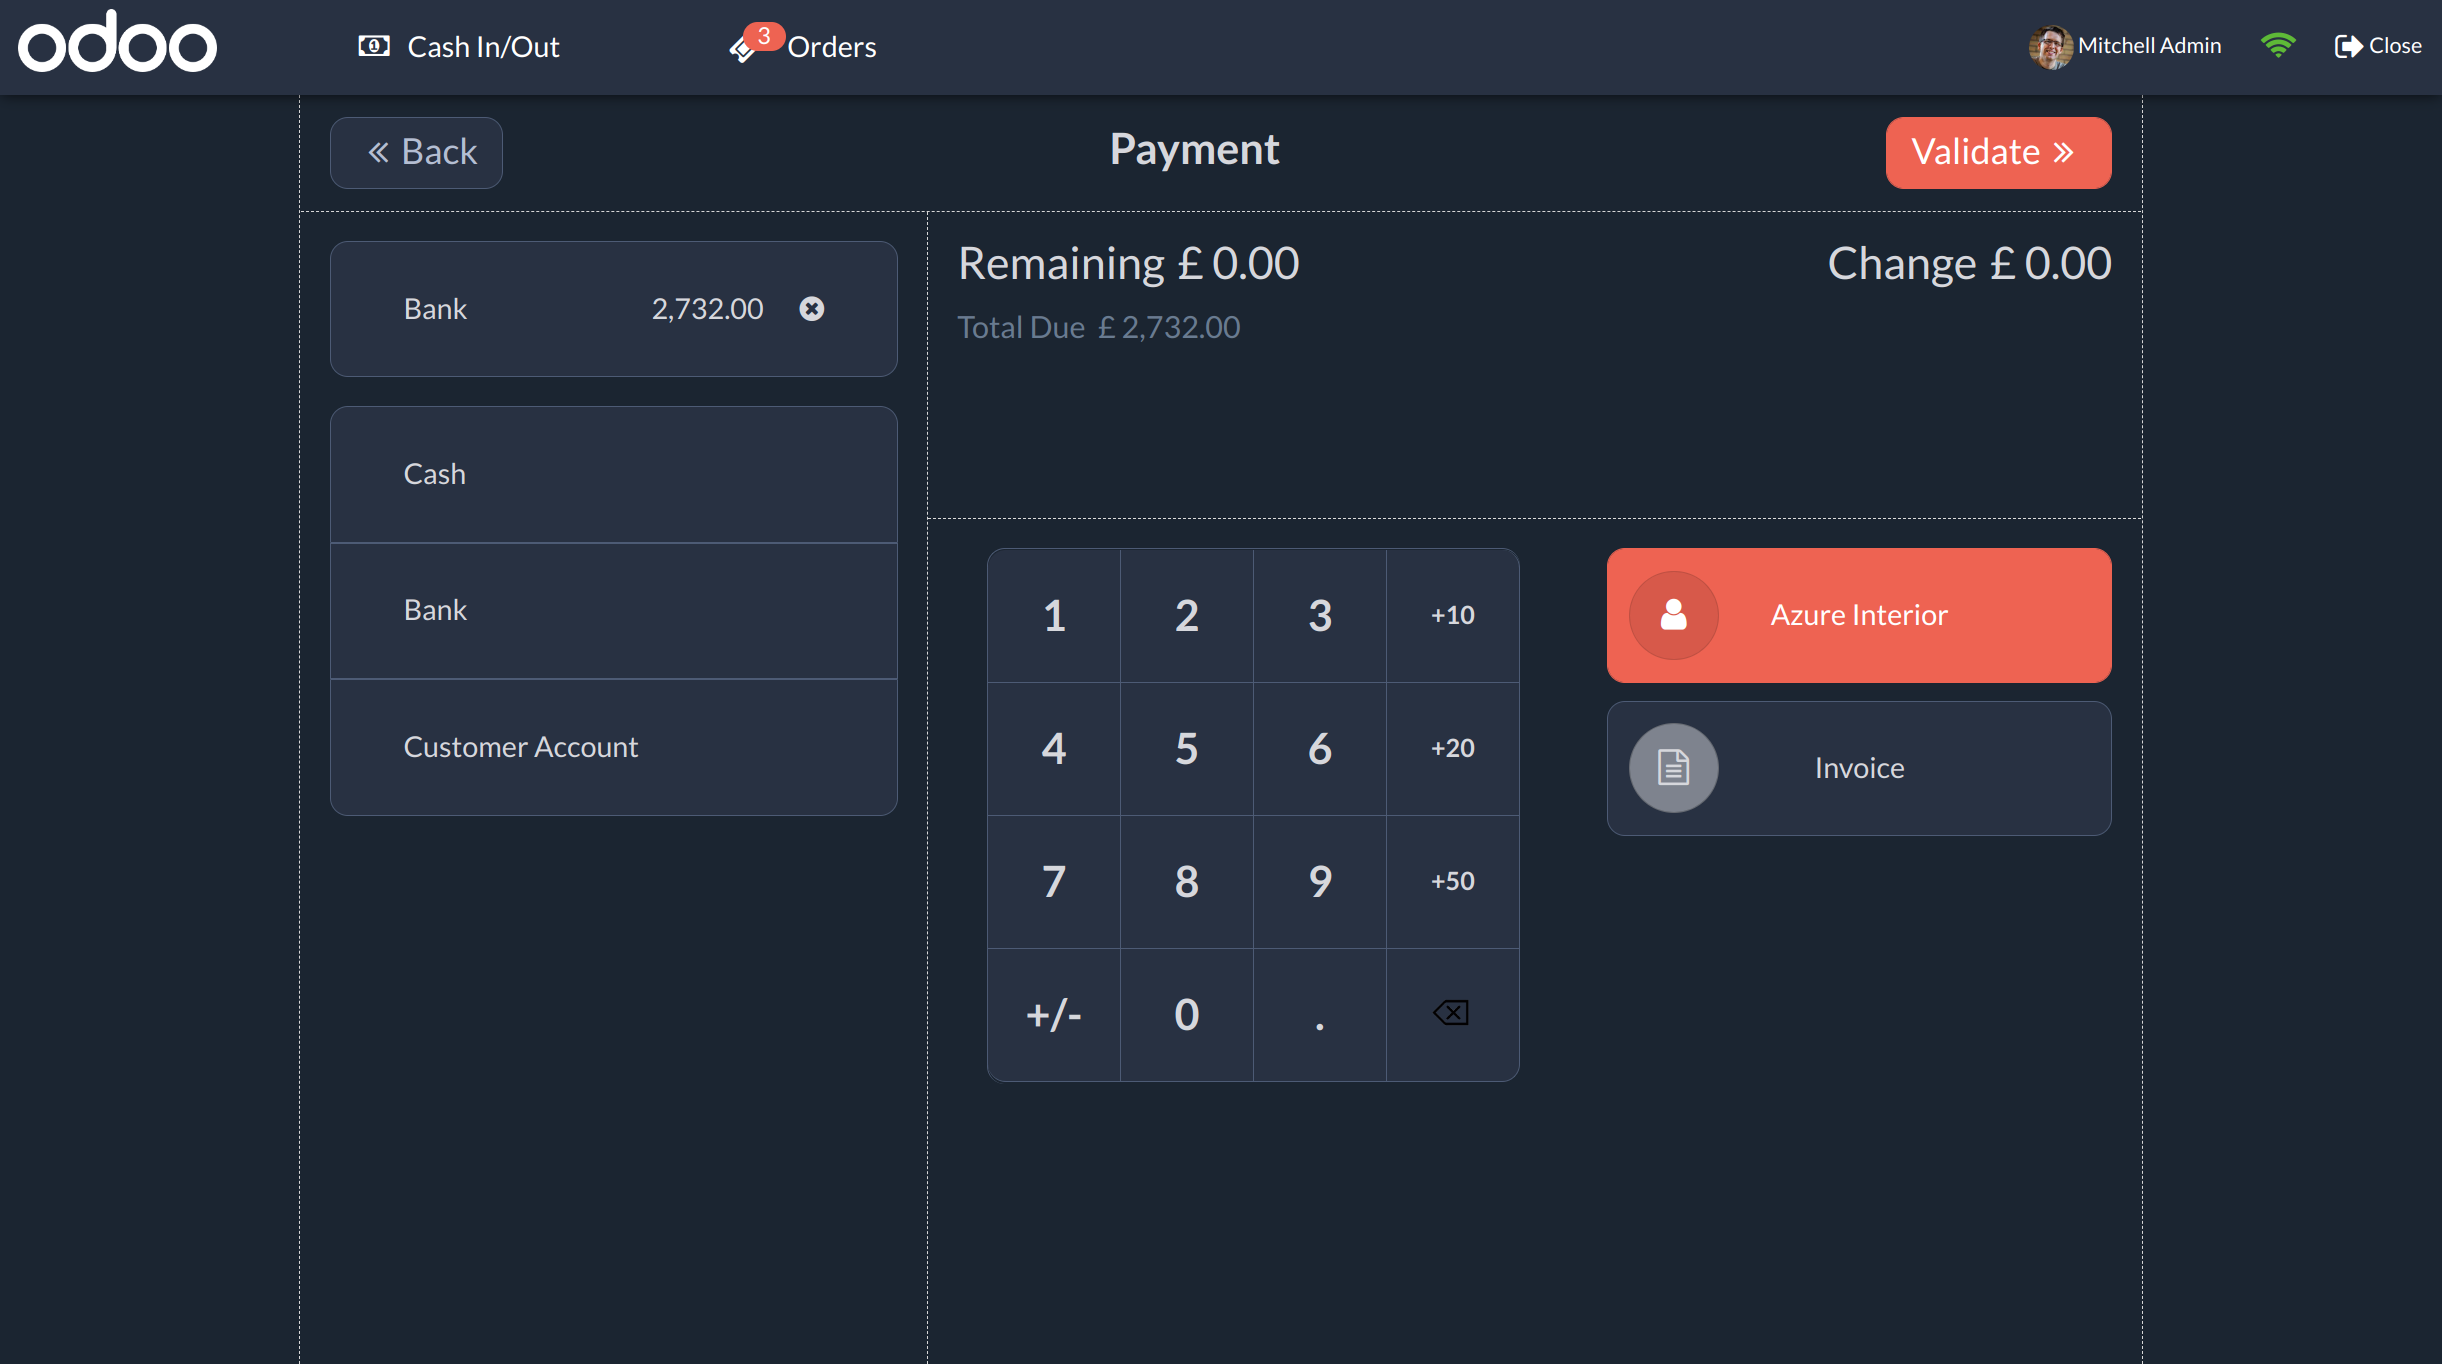 odoo
Cash In/Out
3
Orders
Mitchell Admin
Close
Back
Payment
Validate
Bank 2,732.00
Remaining £ 0.00
Change £ 0.00
Total Due £ 2,732.00
Cash
Bank
Customer Account
1 2 3 +10
4 5 6 +20
7 8 9 +50
+/- 0 .
Azure Interior
Invoice